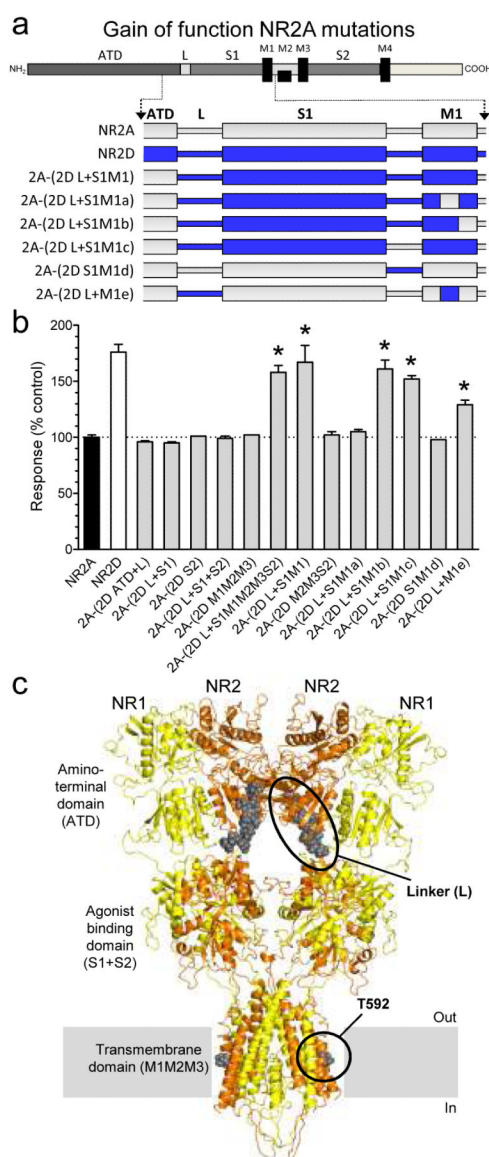 a
Gain of function NR2A mutations
ATD L S1 M1 M2 M3 S2 M4
NH2
COOH
ATD L S1 M1
NR2A
NR2D
2A-(2D L+S1M1)
2A-(2D L+S1M1a)
2A-(2D L+S1M1b)
2A-(2D L+S1M1c)
2A-(2D S1M1d)
2A-(2D L+M1e)
b
Response (% control)
200
150
100
50
0
* * * * *
NR2A
NR2D
2A-(2D ATD+L)
2A-(2D L+S1)
2A-(2D S2)
2A-(2D L+S1+S2)
2A-(2D M1M2M3)
2A-(2D L+S1M1M2M3S2)
2A-(2D L+S1M1)
2A-(2D M2M3S2)
2A-(2D L+S1M1a)
2A-(2D L+S1M1b)
2A-(2D L+S1M1c)
2A-(2D S1M1d)
2A-(2D L+M1e)
c
NR1 NR2 NR2 NR1
Amino-
terminal
domain
(ATD)
Linker (L)
Agonist
binding
domain
(S1+S2)
T592
Out
Transmembrane
domain (M1M2M3)
In